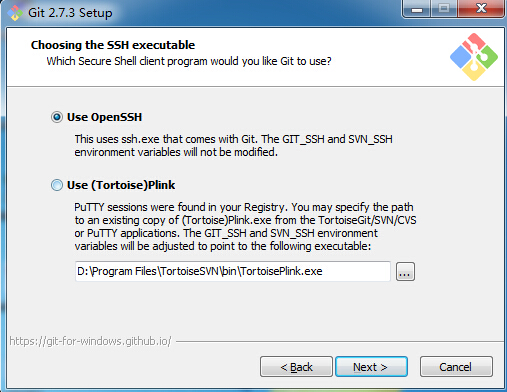 Git 2.7.3 Setup
Choosing the SSH executable
Which Secure Shell client program would you like Git to use?
Use OpenSSH
This uses ssh.exe that comes with Git. The GIT_SSH and SVN_SSH
environment variables will not be modified.
Use (Tortoise)Plink
PuTTY sessions were found in your Registry. You may specify the path
to an existing copy of (Tortoise)Plink.exe from the TortoiseGit/SVN/CVS
or PuTTY applications. The GIT_SSH and SVN_SSH environment
variables will be adjusted to point to the following executable:
D:\Program Files\TortoiseSVN\bin\TortoisePlink.exe
...
https://git-for-windows.github.io/
< Back
Next >
Cancel